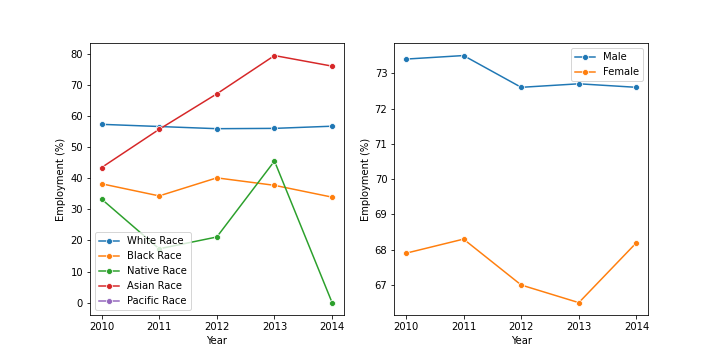 80
70
60
50
40
30
20
10
0
Employment (%)
White Race
Black Race
Native Race
Asian Race
Pacific Race
2010 2011 2012 2013 2014
Year
73
72
71
70
69
68
67
Employment (%)
Male
Female
2010 2011 2012 2013 2014
Year